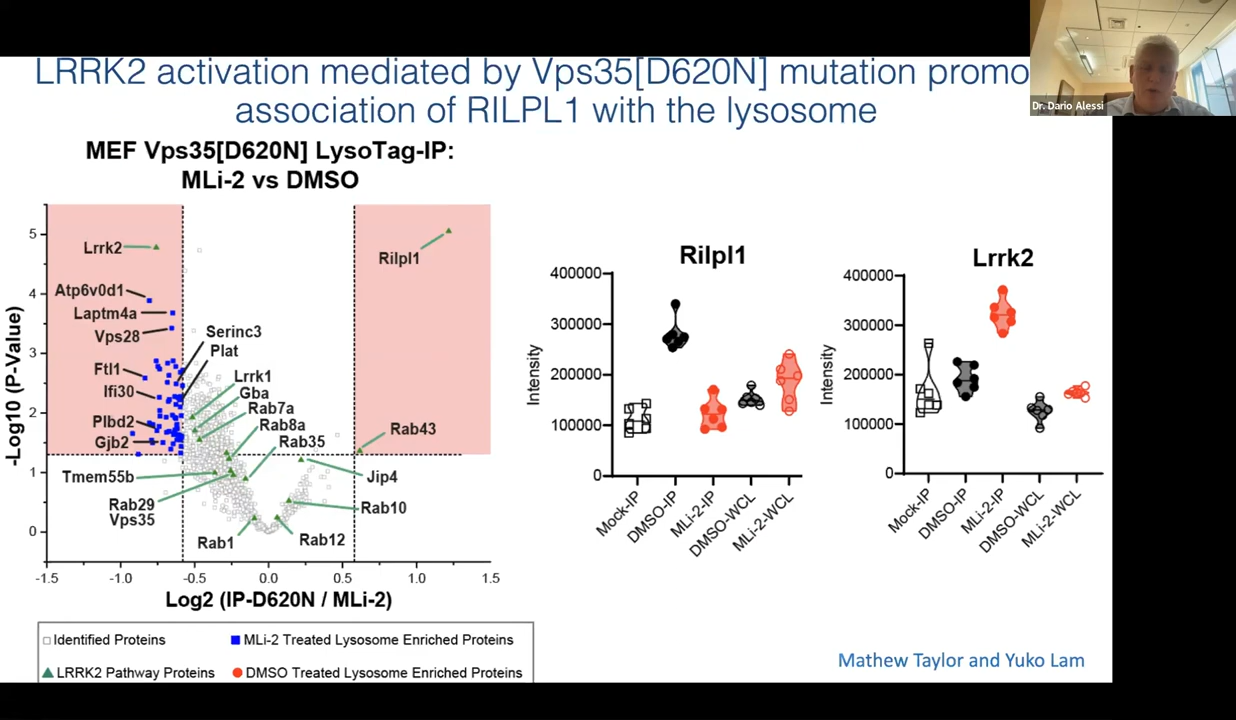 LRRK2 activation mediated by Vps35[D620N] mutation promo
association of RILPL1 with the lysosome
Dr. Dario Alessi
MEF Vps35[D620N] LysoTag-IP:
MLi-2 vs DMSO
-Log10 (P-Value)
5
4
3
2
1
0
Lrrk2
Rilpl1
Atp6v0d1
Laptm4a
Vps28
Serinc3
Plat
Ftl1
Lrrk1
Ifi30
Gba
Rab7a
Plbd2
Rab8a
Rab43
Gjb2
Rab35
Tmem55b
Jip4
Rab29
Rab10
Vps35
Rab1
Rab12
-1.5 -1.0 -0.5 0.0 0.5 1.0 1.5
Log2 (IP-D620N / MLi-2)
Identified Proteins
MLi-2 Treated Lysosome Enriched Proteins
LRRK2 Pathway Proteins
DMSO Treated Lysosome Enriched Proteins
Rilpl1
Intensity
400000
300000
200000
100000
0
Mock-IP
DMSO-IP
MLi-2-IP
DMSO-WCL
MLi-2-WCL
Lrrk2
Intensity
400000
300000
200000
100000
0
Mock-IP
DMSO-IP
MLi-2-IP
DMSO-WCL
MLi-2-WCL
Mathew Taylor and Yuko Lam